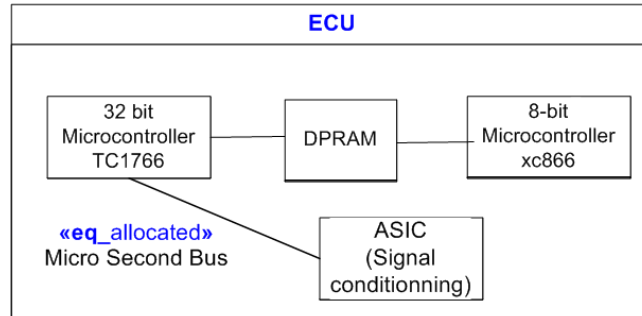 ECU
32 bit
Microcontroller
TC1766
DPRAM
8-bit
Microcontroller
xc866
«eq_allocated»
Micro Second Bus
ASIC
(Signal
conditionning)